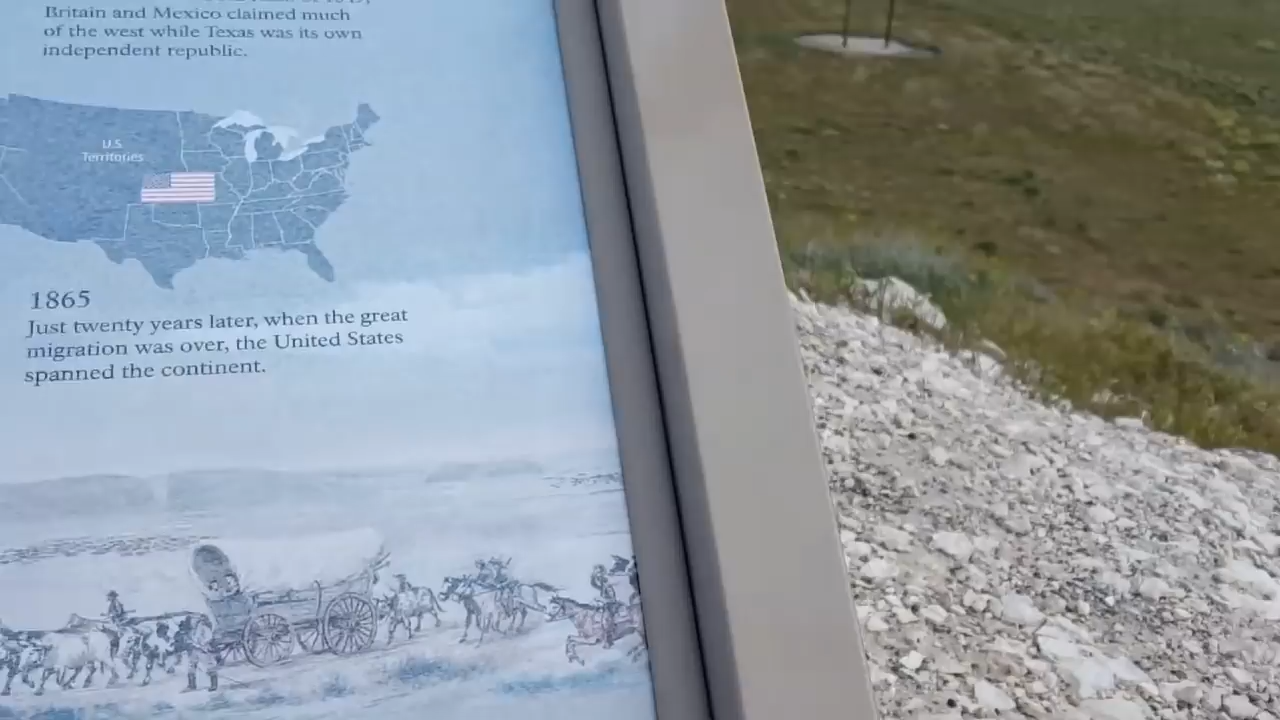 Britain and Mexico claimed much
of the west while Texas was its own
independent republic.
U.S.
Territories
1865
Just twenty years later, when the great
migration was over, the United States
spanned the continent.